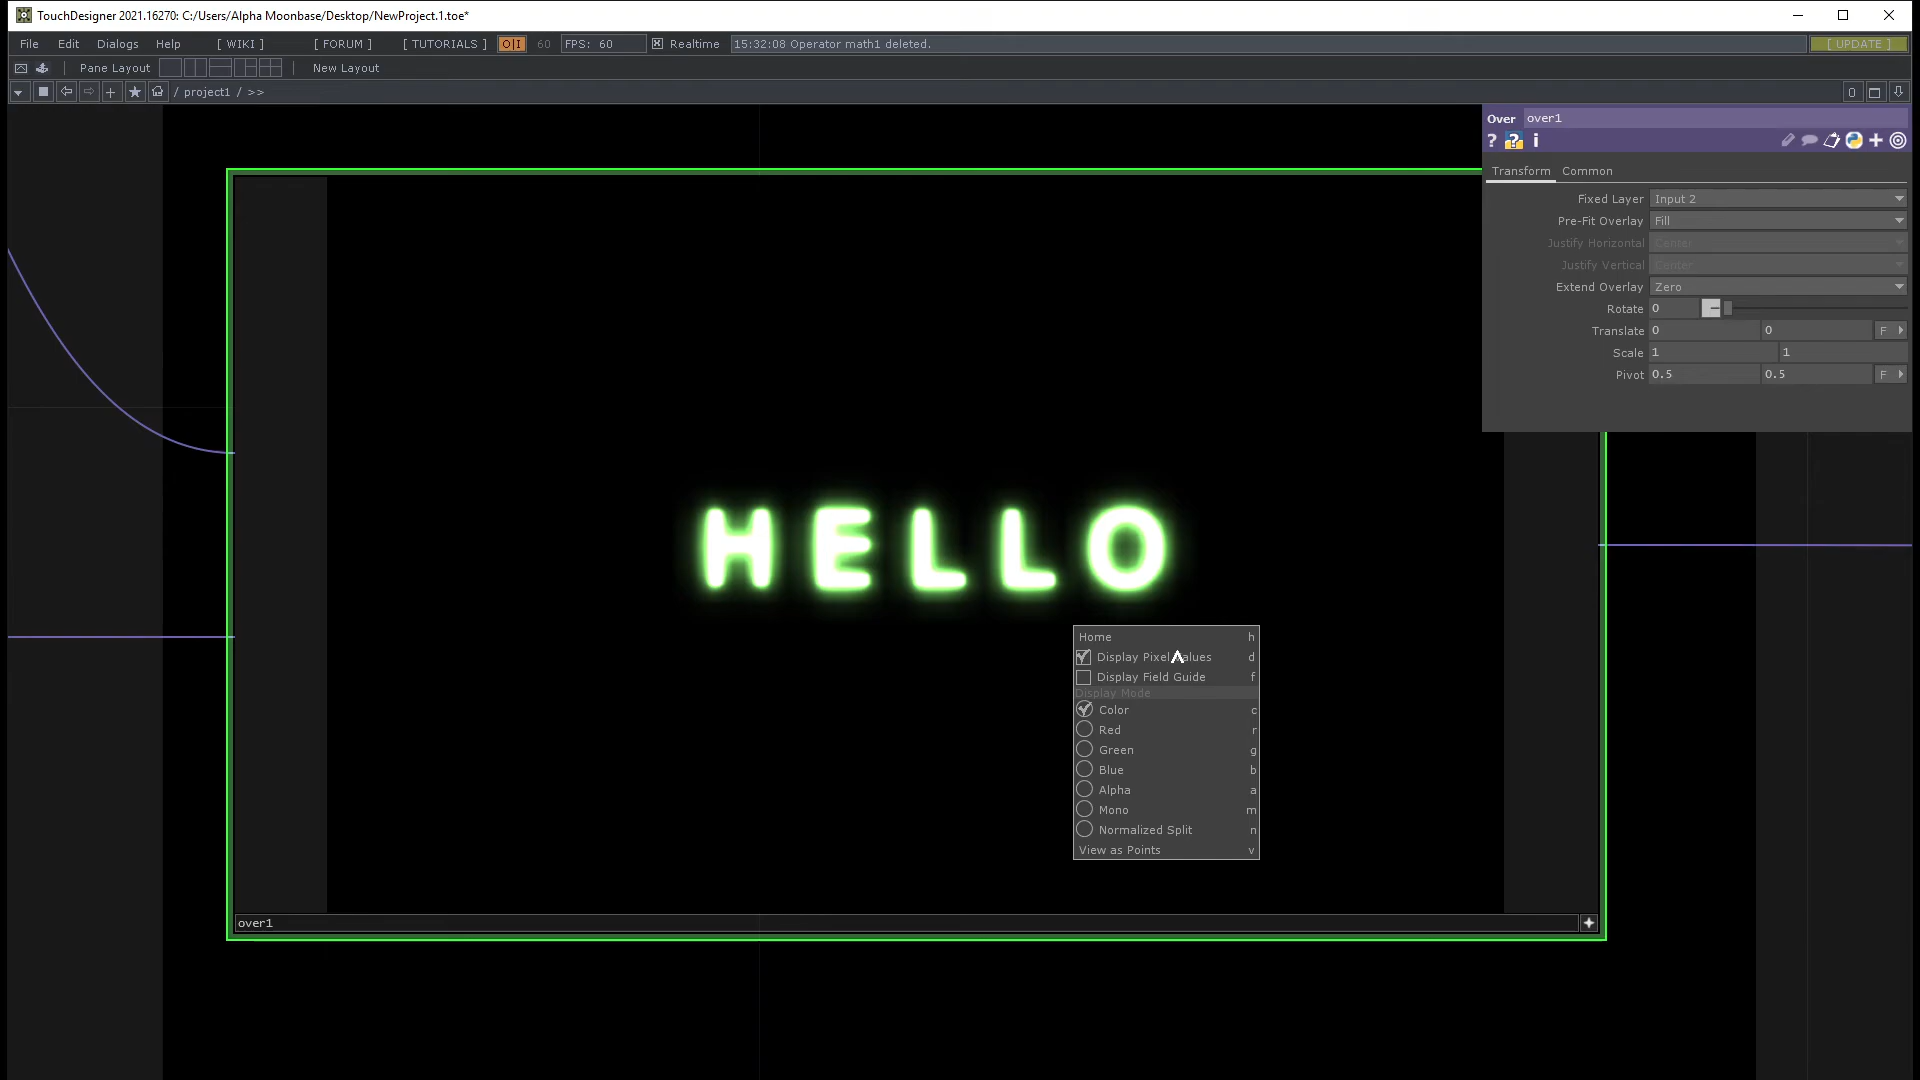 TouchDesigner 2021.16270: C:/Users/Alpha Moonbase/Desktop/NewProject.1.toe*
File Edit Dialogs Help [ WIKI ] [ FORUM ] [ TUTORIALS ] O|I 60 FPS: 60 Realtime 15:32:08 Operator math1 deleted. [ UPDATE ]
Pane Layout New Layout
/ project1 / >> 0
Over over1
? ? i
Transform Common
Fixed Layer Input 2
Pre-Fit Overlay Fill
Justify Horizontal Center
Justify Vertical Center
Extend Overlay Zero
Rotate 0
Translate 0 0 F
Scale 1 1
Pivot 0.5 0.5 F
HELLO
Home h
Display Pixel Values d
Display Field Guide f
Display Mode
Color c
Red r
Green g
Blue b
Alpha a
Mono m
Normalized Split n
View as Points v
over1